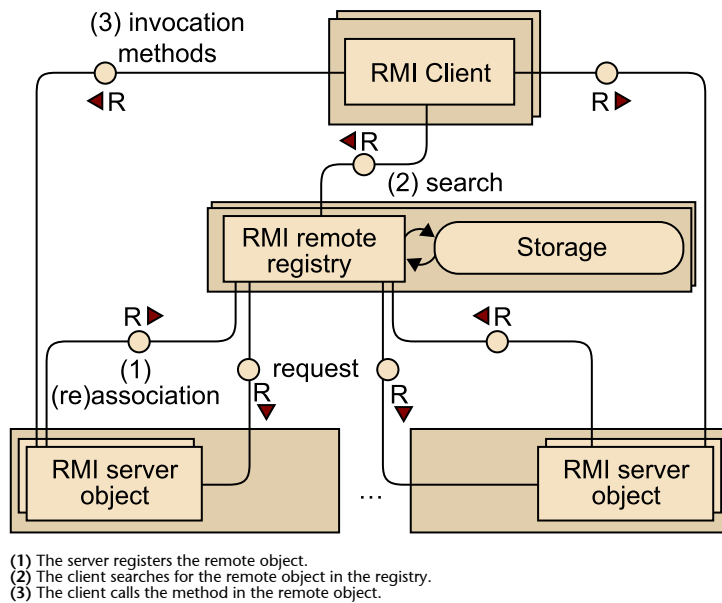 (3) invocation
methods
RMI Client
R
R
R
(2) search
RMI remote
registry
Storage
R
R
(1)
(re)association
request
R
R
RMI server
object
...
RMI server
object
(1) The server registers the remote object.
(2) The client searches for the remote object in the registry.
(3) The client calls the method in the remote object.